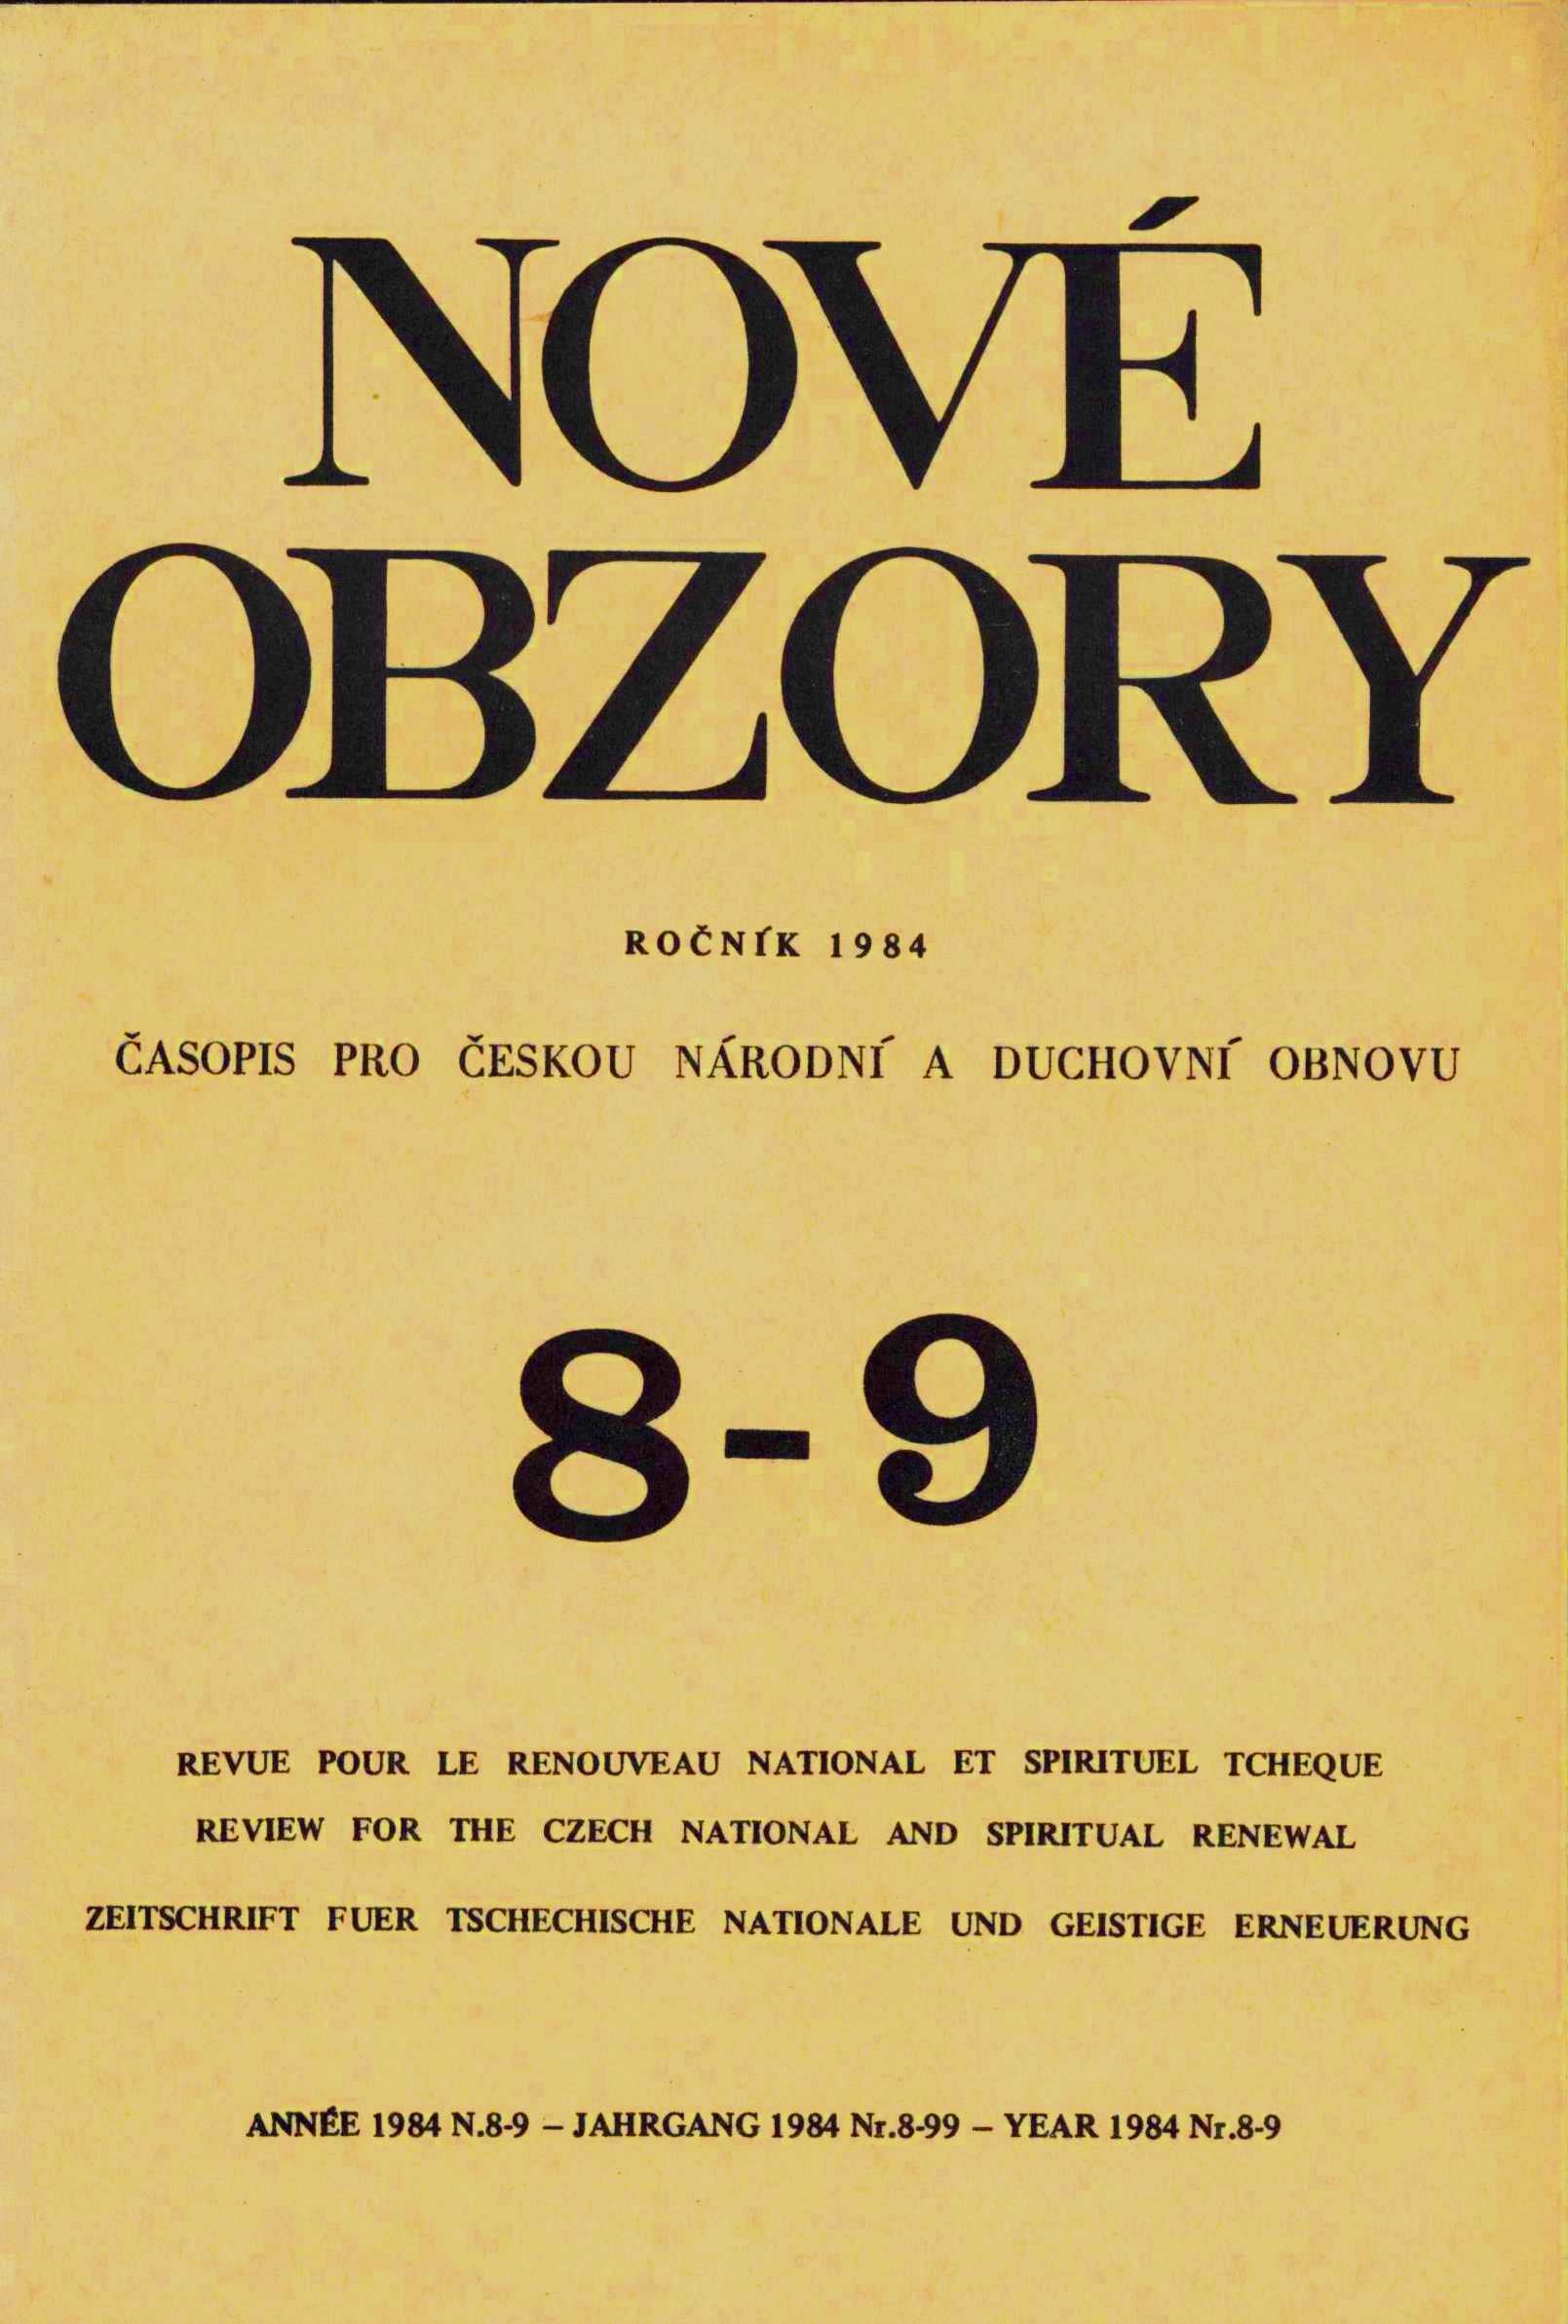 NOVÉ
OBZORY
ROČNÍK 1984
ČASOPIS PRO ČESKOU NÁRODNÍ A DUCHOVNÍ OBNOVU
8-9
REVUE POUR LE RENOUVEAU NATIONAL ET SPIRITUEL TCHEQUE
REVIEW FOR THE CZECH NATIONAL AND SPIRITUAL RENEWAL
ZEITSCHRIFT FUER TSCHECHISCHE NATIONALE UND GEISTIGE ERNEUERUNG
ANNÉE 1984 N.8-9 – JAHRGANG 1984 Nr.8-99 – YEAR 1984 Nr.8-9